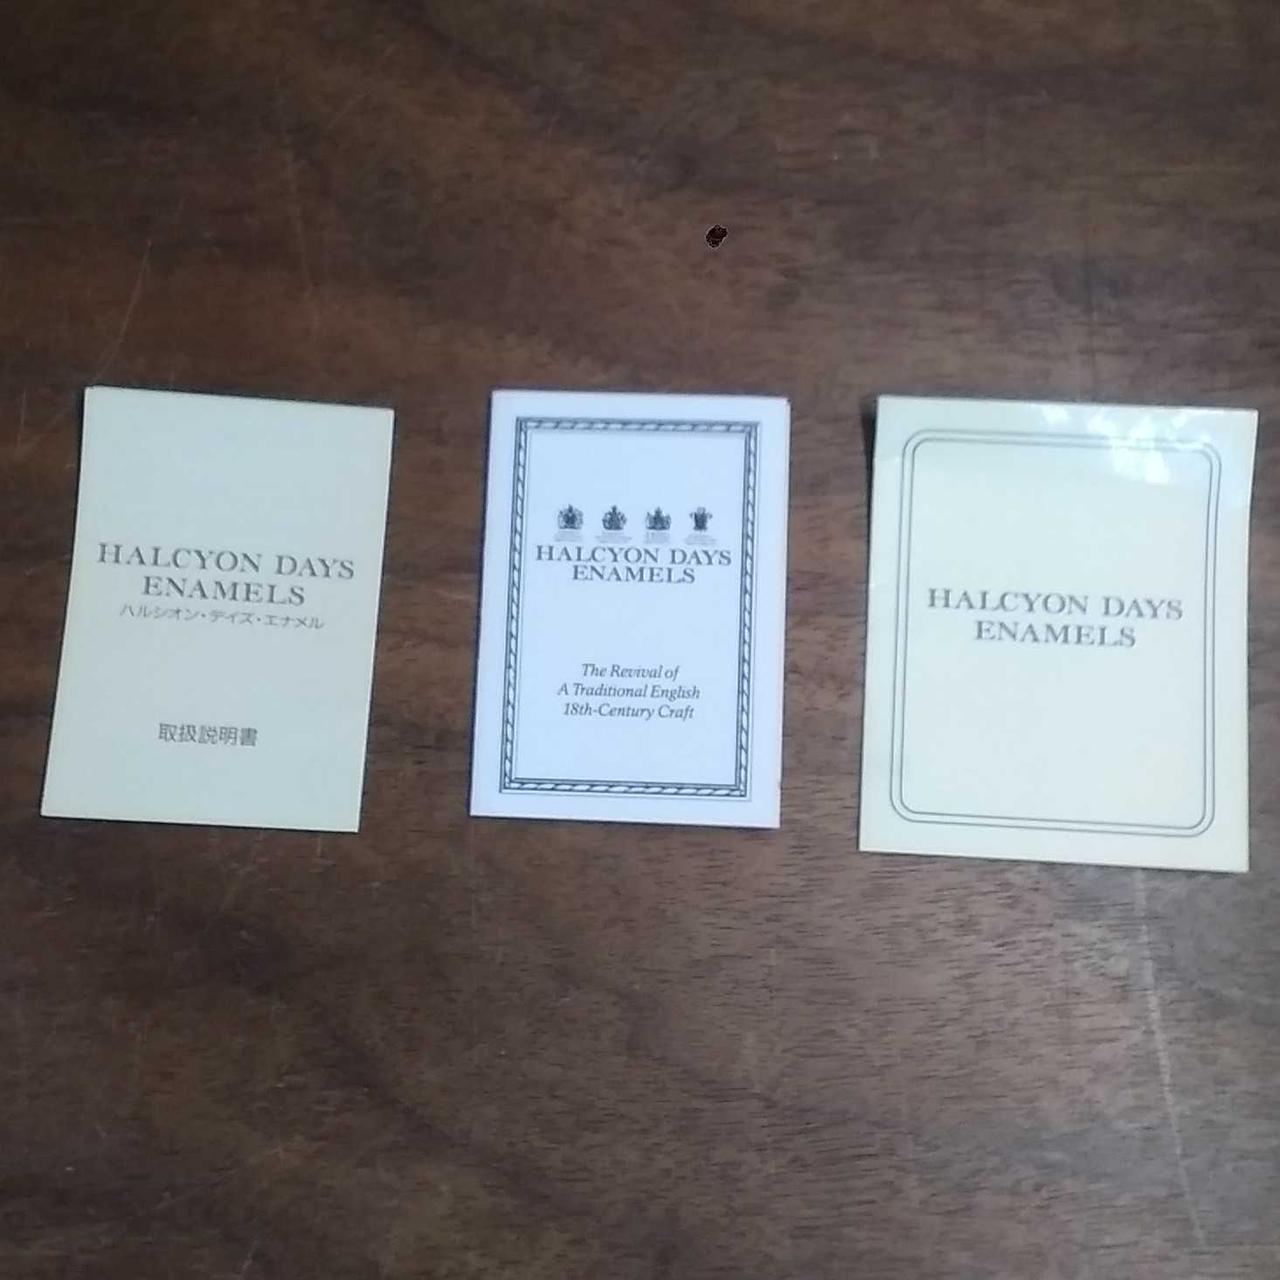 HALCYON DAYS
ENAMELS
ハルシオン・デイズ・エナメル
取扱説明書
HALCYON DAYS
ENAMELS
The Revival of
A Traditional English
18th-Century Craft
HALCYON DAYS
ENAMELS